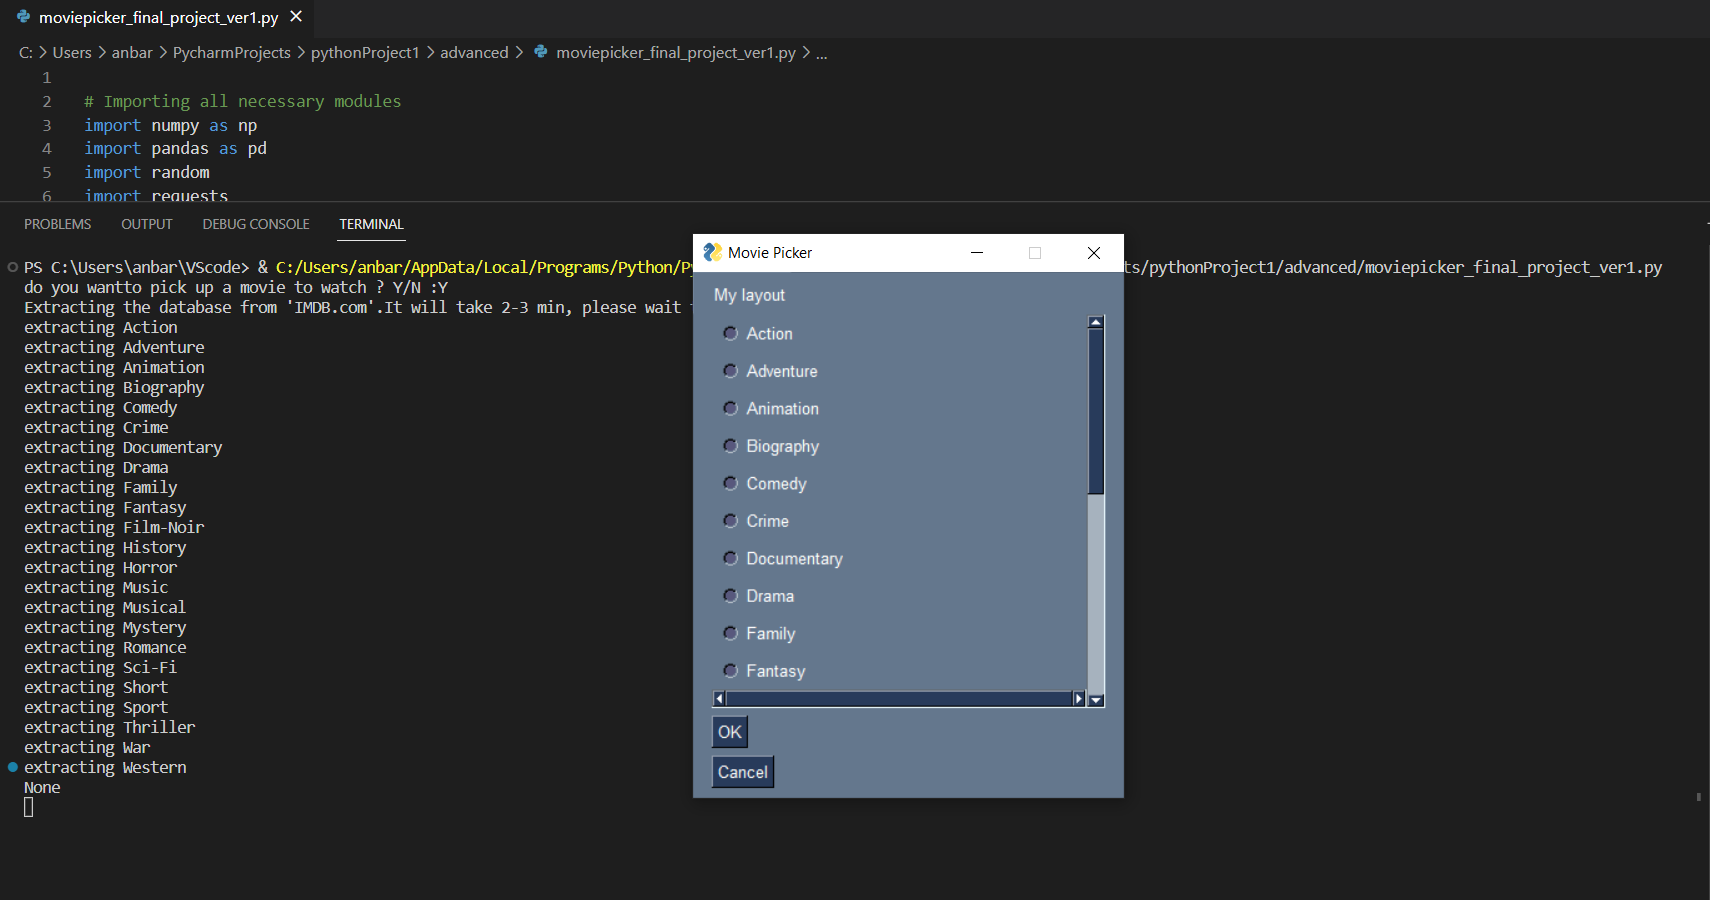 moviepicker_final_project_ver1.py
C: > Users > anbar > PycharmProjects > pythonProject1 > advanced > moviepicker_final_project_ver1.py > ...
1
2 # Importing all necessary modules
3 import numpy as np
4 import pandas as pd
5 import random
6 import requests
PROBLEMS OUTPUT DEBUG CONSOLE TERMINAL
PS C:\Users\anbar\VScode> & C:/Users/anbar/AppData/Local/Programs/Python/P ts/pythonProject1/advanced/moviepicker_final_project_ver1.py
do you wantto pick up a movie to watch ? Y/N :Y
Extracting the database from 'IMDB.com'.It will take 2-3 min, please wait
extracting Action
extracting Adventure
extracting Animation
extracting Biography
extracting Comedy
extracting Crime
extracting Documentary
extracting Drama
extracting Family
extracting Fantasy
extracting Film-Noir
extracting History
extracting Horror
extracting Music
extracting Musical
extracting Mystery
extracting Romance
extracting Sci-Fi
extracting Short
extracting Sport
extracting Thriller
extracting War
extracting Western
None
Movie Picker
My layout
Action
Adventure
Animation
Biography
Comedy
Crime
Documentary
Drama
Family
Fantasy
OK
Cancel